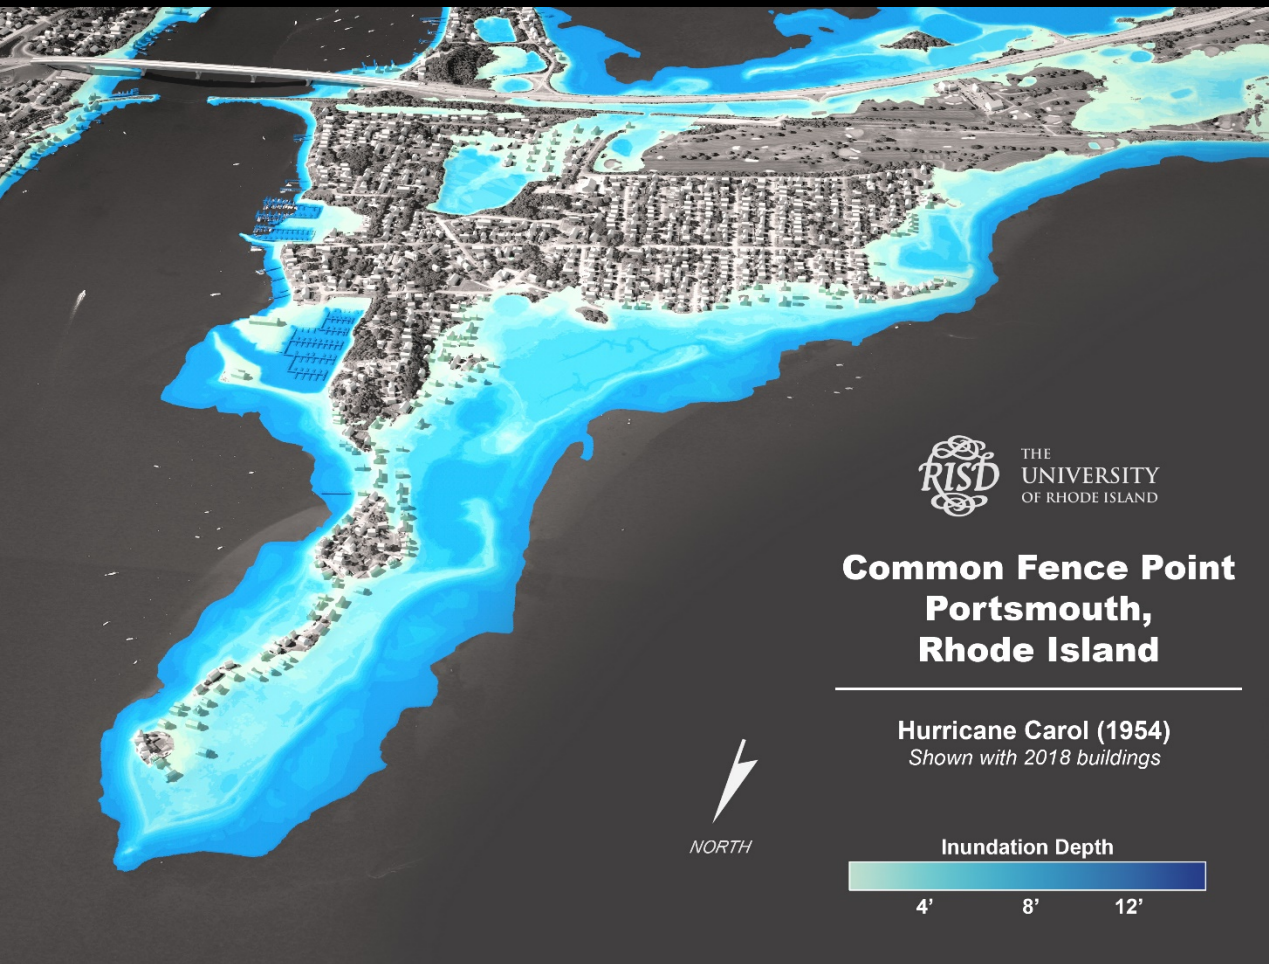 RISD
THE
UNIVERSITY
OF RHODE ISLAND
Common Fence Point
Portsmouth,
Rhode Island
Hurricane Carol (1954)
Shown with 2018 buildings
NORTH
Inundation Depth
4’ 8’ 12’